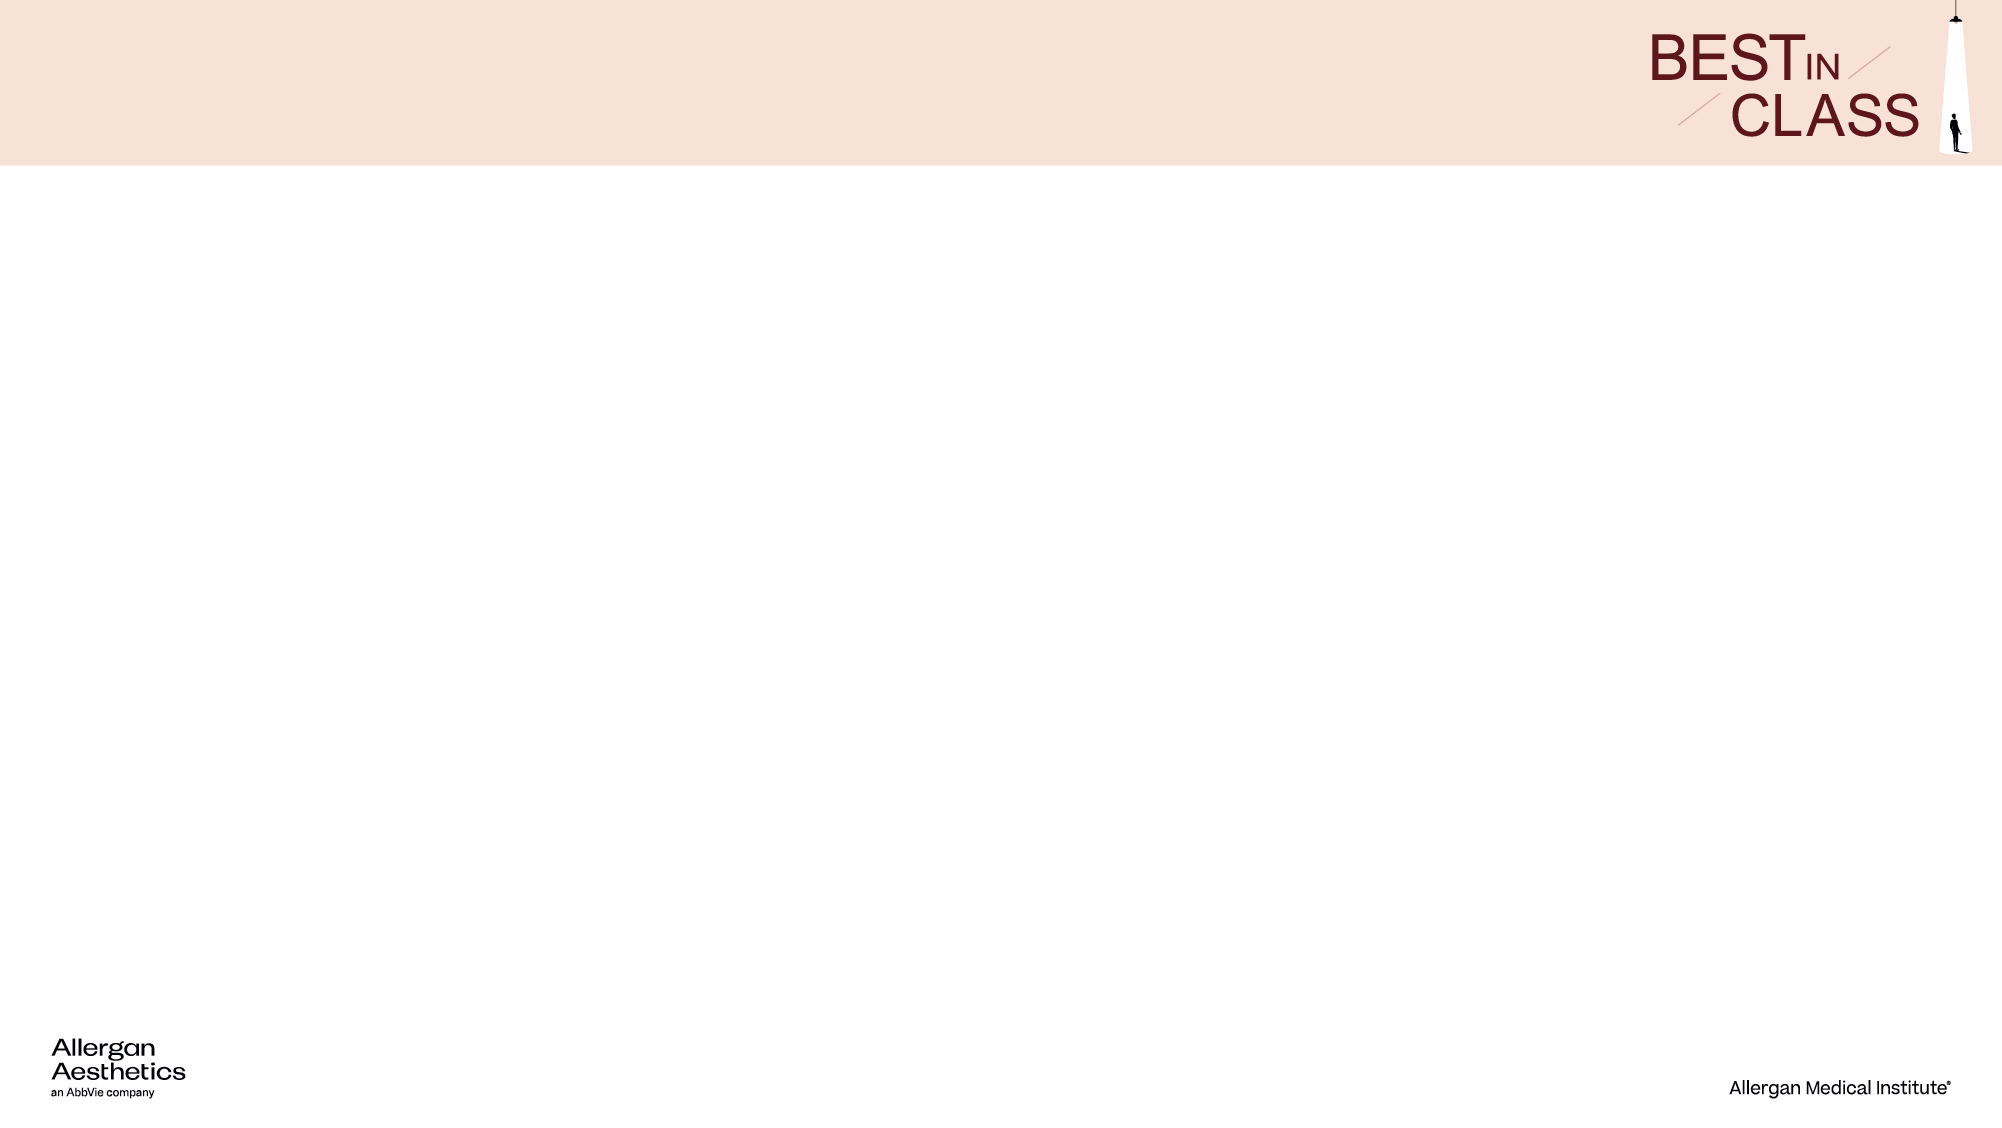 BEST IN
CLASS
Allergan
Aesthetics
an AbbVie company
Allergan Medical Institute®